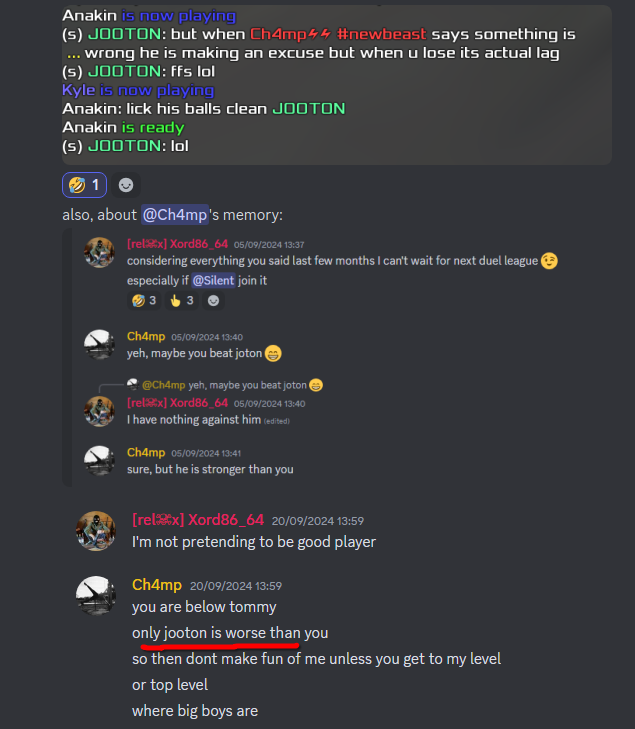 Anakin is now playing
(s) JOOTON: but when Ch4mp⚡⚡ #newbeast says something is
... wrong he is making an excuse but when u lose its actual lag
(s) JOOTON: ffs lol
Kyle is now playing
Anakin: lick his balls clean JOOTON
Anakin is ready
(s) JOOTON: lol
🤣 1
also, about @Ch4mp's memory:
[rel☠x] Xord86_64 05/09/2024 13:37
considering everything you said last few months I can't wait for next duel league 😉
especially if @Silent join it
🤣 3 👆 3
Ch4mp 05/09/2024 13:40
yeh, maybe you beat joton 😁
@Ch4mp yeh, maybe you beat joton 😁
[rel☠x] Xord86_64 05/09/2024 13:40
I have nothing against him (edited)
Ch4mp 05/09/2024 13:41
sure, but he is stronger than you
[rel☠x] Xord86_64 20/09/2024 13:59
I'm not pretending to be good player
Ch4mp 20/09/2024 13:59
you are below tommy
only jooton is worse than you
so then dont make fun of me unless you get to my level
or top level
where big boys are